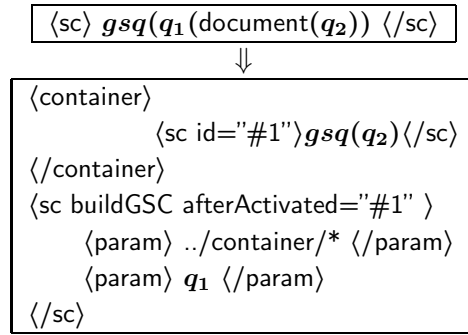 ⟨sc⟩ gsq(q₁(document(q₂)) ⟨/sc⟩
⇓
⟨container⟩
⟨sc id=”#1”⟩gsq(q₂)⟨/sc⟩
⟨/container⟩
⟨sc buildGSC afterActivated=”#1” ⟩
⟨param⟩ ../container/* ⟨/param⟩
⟨param⟩ q₁ ⟨/param⟩
⟨/sc⟩